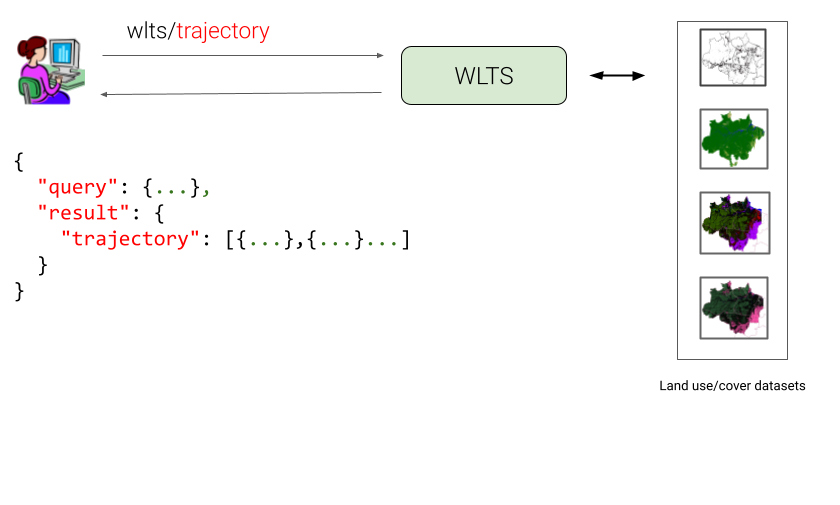 wlts/trajectory
WLTS
{
"query": {...},
"result": {
"trajectory": [{...},{...}...]
}
}
Land use/cover datasets